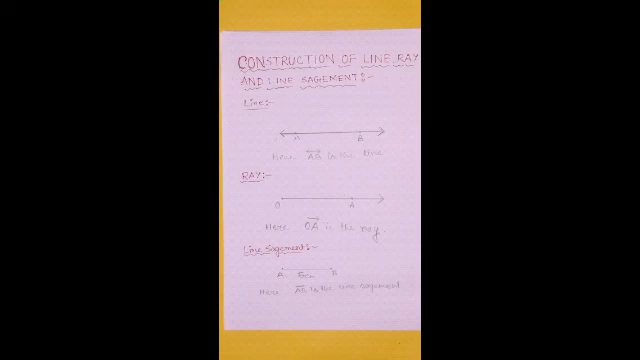 CONSTRUCTION OF LINE, RAY
AND LINE SAGEMENT:-
Line:-
A B
Here AB is the line
RAY:-
O A
Here OA is the ray.
Line Sagement:-
A 5cm B
Here AB is the line sagement